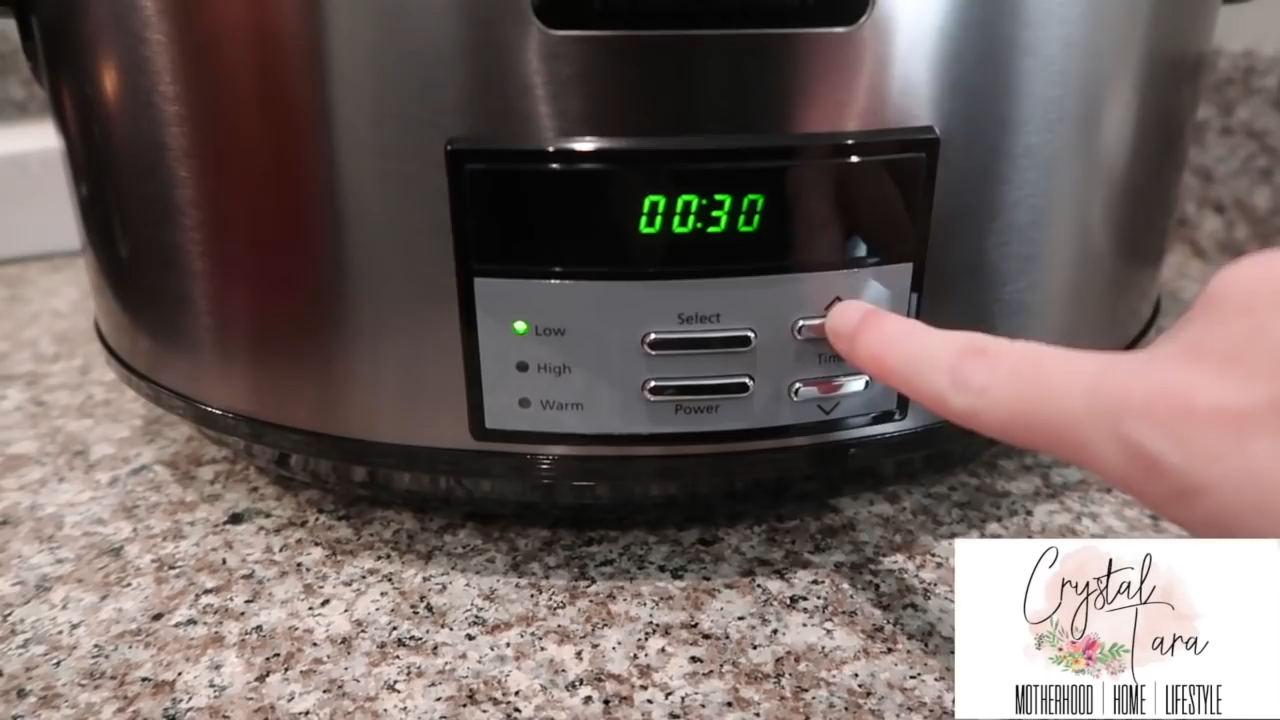 00:30
Low
Select
High
Warm
Power
Crystal
Tara
MOTHERHOOD | HOME | LIFESTYLE